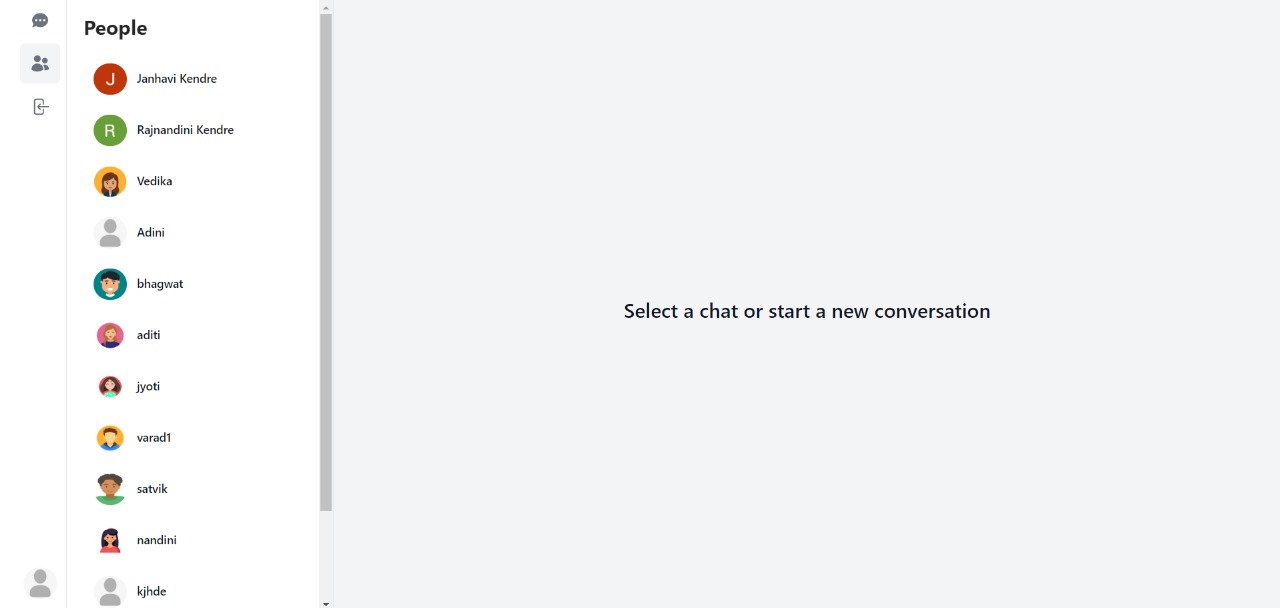 People
J
Janhavi Kendre
R
Rajnandini Kendre
Vedika
Adini
bhagwat
aditi
jyoti
varad1
satvik
nandini
kjhde
Select a chat or start a new conversation